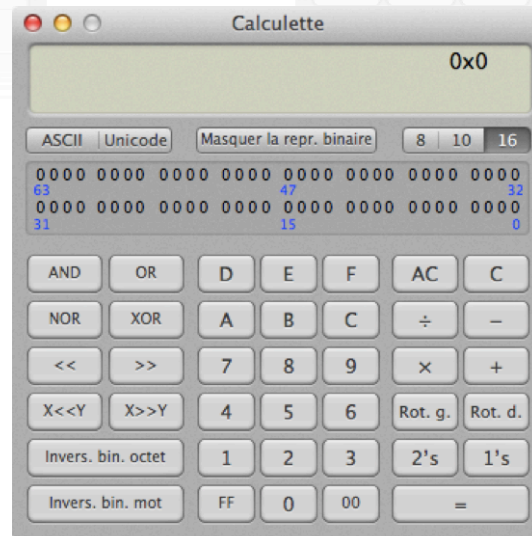 Calculette
0x0
ASCII Unicode Masquer la repr. binaire 8 10 16
0000 0000 0000 0000 0000 0000 0000 0000
63 47 32
0000 0000 0000 0000 0000 0000 0000 0000
31 15 0
AND OR D E F AC C
NOR XOR A B C ÷ −
<< >> 7 8 9 × +
X<<Y X>>Y 4 5 6 Rot. g. Rot. d.
Invers. bin. octet 1 2 3 2's 1's
Invers. bin. mot FF 0 00 =